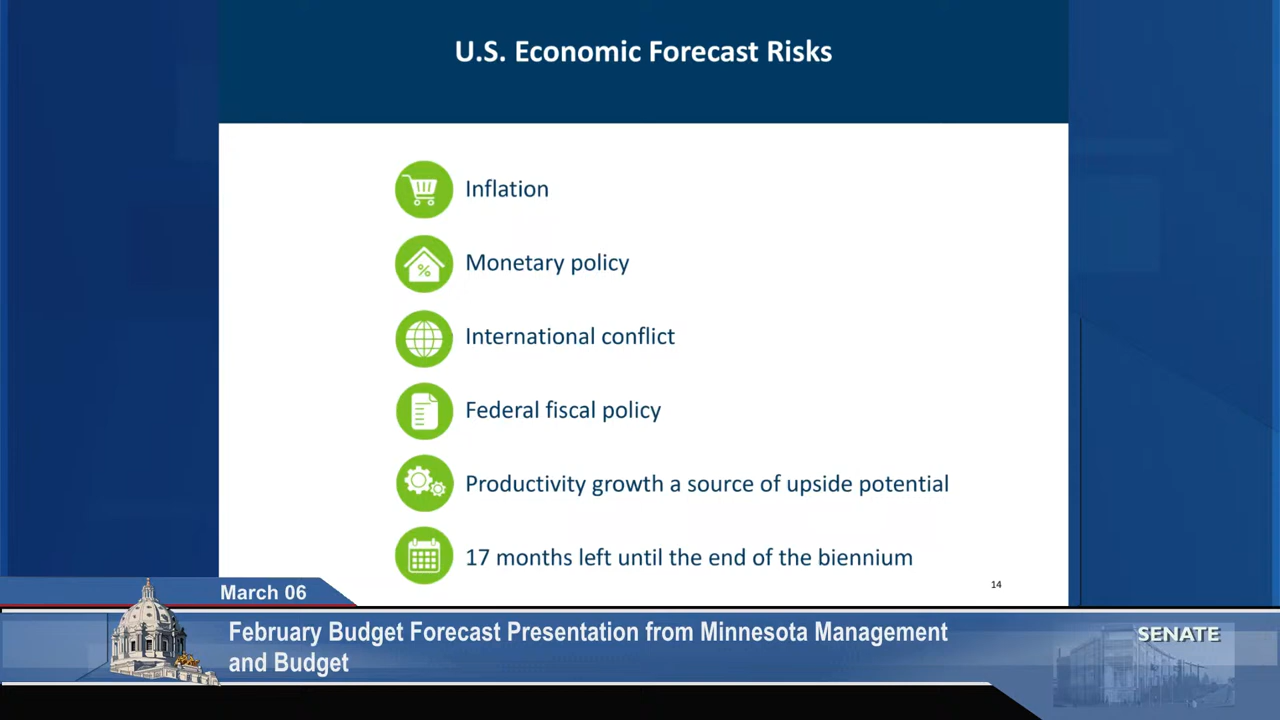 U.S. Economic Forecast Risks
Inflation
%
Monetary policy
International conflict
Federal fiscal policy
Productivity growth a source of upside potential
17 months left until the end of the biennium
14
March 06
February Budget Forecast Presentation from Minnesota Management
and Budget
SENATE